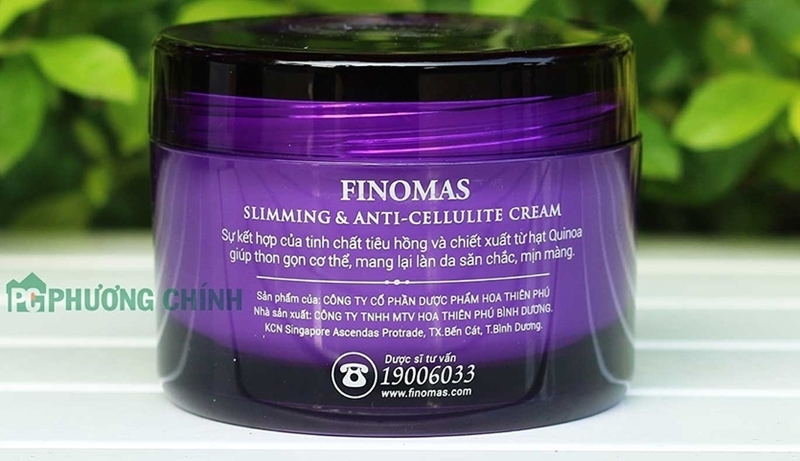 FINOMAS
SLIMMING & ANTI-CELLULITE CREAM
Sự kết hợp của tinh chất tiêu hồng và chiết xuất từ hạt Quinoa
giúp thon gọn cơ thể, mang lại làn da săn chắc, mịn màng.
PC PHƯƠNG CHÍNH
Sản phẩm của: CÔNG TY CỔ PHẦN DƯỢC PHẨM HOA THIÊN PHÚ
Nhà sản xuất: CÔNG TY TNHH MTV HOA THIÊN PHÚ BÌNH DƯƠNG.
KCN Singapore Ascendas Protrade, TX.Bến Cát, T.Bình Dương.
Dược sĩ tư vấn
19006033
www.finomas.com